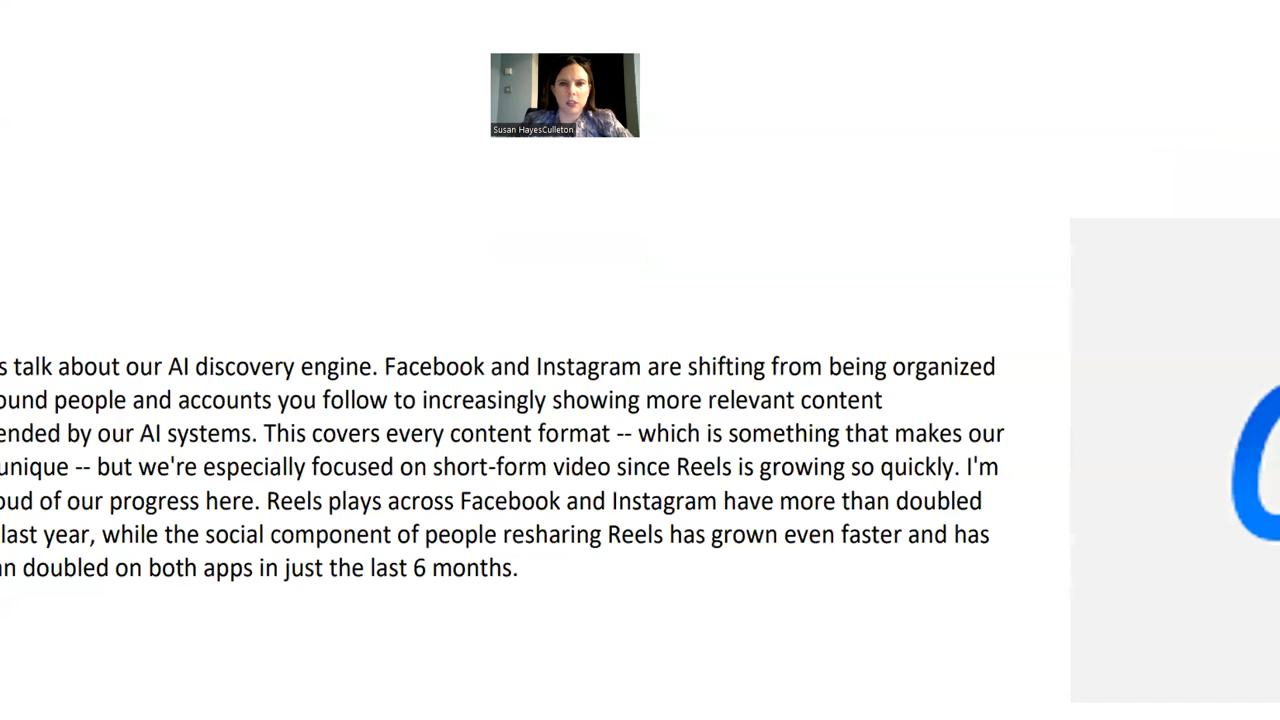 Susan HayesCulleton
s talk about our AI discovery engine. Facebook and Instagram are shifting from being organized
ound people and accounts you follow to increasingly showing more relevant content
ended by our AI systems. This covers every content format -- which is something that makes our
unique -- but we're especially focused on short-form video since Reels is growing so quickly. I'm
oud of our progress here. Reels plays across Facebook and Instagram have more than doubled
last year, while the social component of people resharing Reels has grown even faster and has
an doubled on both apps in just the last 6 months.